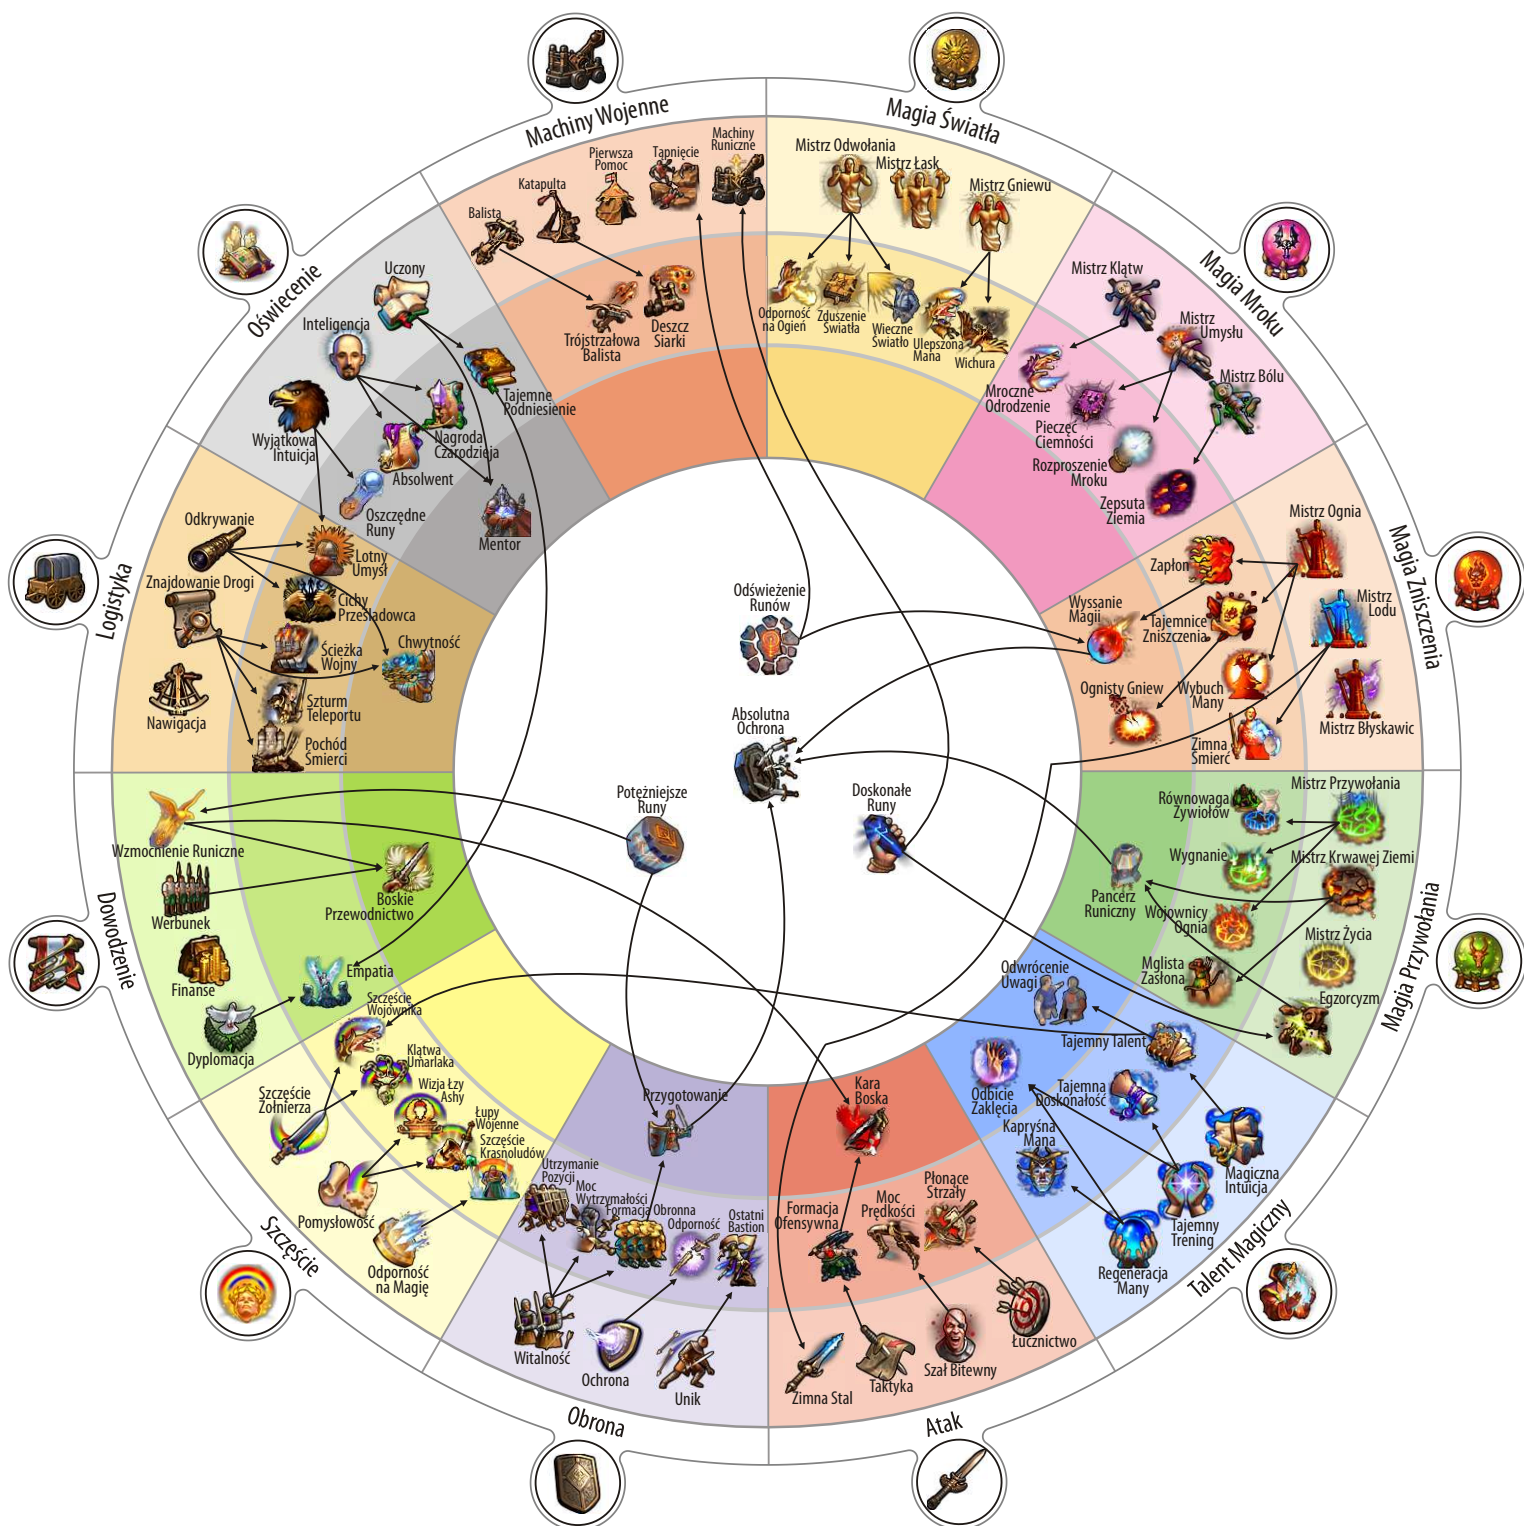 Machiny Wojenne
Magia Światła
Magia Mroku
Magia Zniszczenia
Magia Przywołania
Talent Magiczny
Atak
Obrona
Szczęście
Dowodzenie
Logistyka
Oświecenie
Balista
Katapulta
Pierwsza
Pomoc
Tąpnięcie
Machiny
Runiczne
Trójstrzałowa
Balista
Deszcz
Siarki
Mistrz Odwołania
Mistrz Łask
Mistrz Gniewu
Odporność
na Ogień
Zduszenie
Światła
Wieczne
Światło
Ulepszona
Mana
Wichura
Mistrz Klątw
Mistrz
Umysłu
Mistrz Bólu
Mroczne
Odrodzenie
Pieczęć
Ciemności
Rozproszenie
Mroku
Zepsuta
Ziemia
Mistrz Ognia
Mistrz
Lodu
Mistrz Błyskawic
Zapłon
Tajemnice
Zniszczenia
Wybuch
Many
Zimna
Śmierć
Wyssanie
Magii
Ognisty Gniew
Mistrz Przywołania
Mistrz Krwawej Ziemi
Mistrz Życia
Egzorcyzm
Równowaga
Żywiołów
Wygnanie
Wojownicy
Ognia
Mglista
Zasłona
Pancerz
Runiczny
Odwrócenie
Uwagi
Tajemny Talent
Odbicie
Zaklęcia
Tajemna
Doskonałość
Kapryśna
Mana
Magiczna
Intuicja
Tajemny
Trening
Regeneracja
Many
Kara
Boska
Formacja
Ofensywna
Moc
Prędkości
Płonące
Strzały
Zimna Stal
Taktyka
Szał Bitewny
Łucznictwo
Przygotowanie
Utrzymanie
Pozycji
Moc
Wytrzymałości
Formacja Obronna
Odporność
Ostatni
Bastion
Witalność
Ochrona
Unik
Szczęście
Wojownika
Klątwa
Umarlaka
Wizja Łzy
Ashy
Łupy
Wojenne
Szczęście
Krasnoludów
Szczęście
Żołnierza
Pomysłowość
Odporność
na Magię
Wzmocnienie Runiczne
Werbunek
Finanse
Dyplomacja
Boskie
Przewodnictwo
Empatia
Odkrywanie
Znajdowanie Drogi
Nawigacja
Lotny
Umysł
Cichy
Prześladowca
Ścieżka
Wojny
Szturm
Teleportu
Pochód
Śmierci
Chwytność
Uczony
Inteligencja
Wyjątkowa
Intuicja
Tajemne
Podniesienie
Nagroda
Czarodzieja
Absolwent
Oszczędne
Runy
Mentor
Odświeżenie
Runów
Absolutna
Ochrona
Potężniejsze
Runy
Doskonałe
Runy